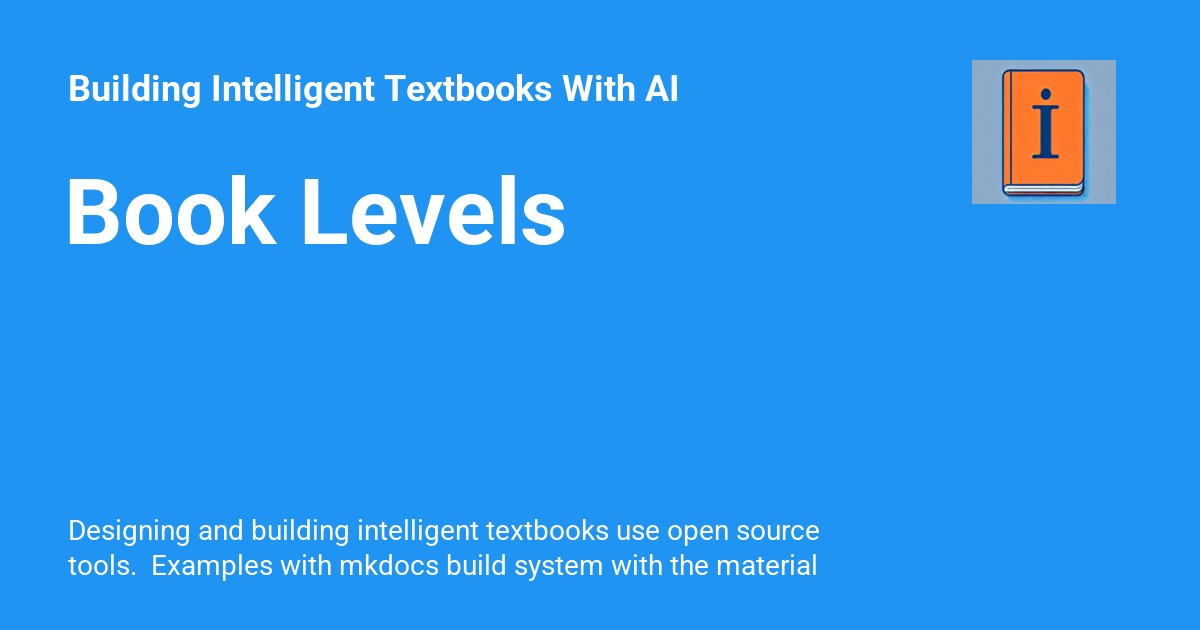 Building Intelligent Textbooks With AI
i
Book Levels
Designing and building intelligent textbooks use open source
tools.  Examples with mkdocs build system with the material